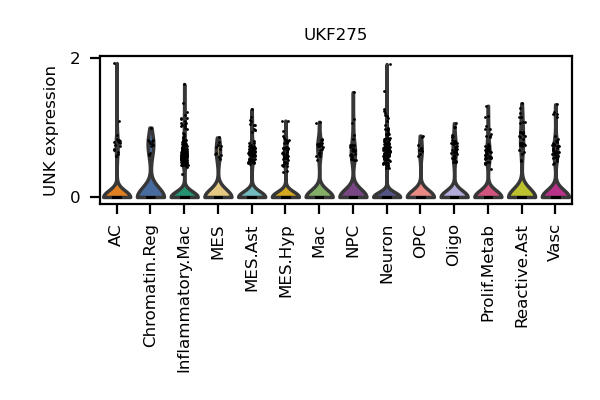 UKF275
UNK expression
2
0
AC
Chromatin.Reg
Inflammatory.Mac
MES
MES.Ast
MES.Hyp
Mac
NPC
Neuron
OPC
Oligo
Prolif.Metab
Reactive.Ast
Vasc